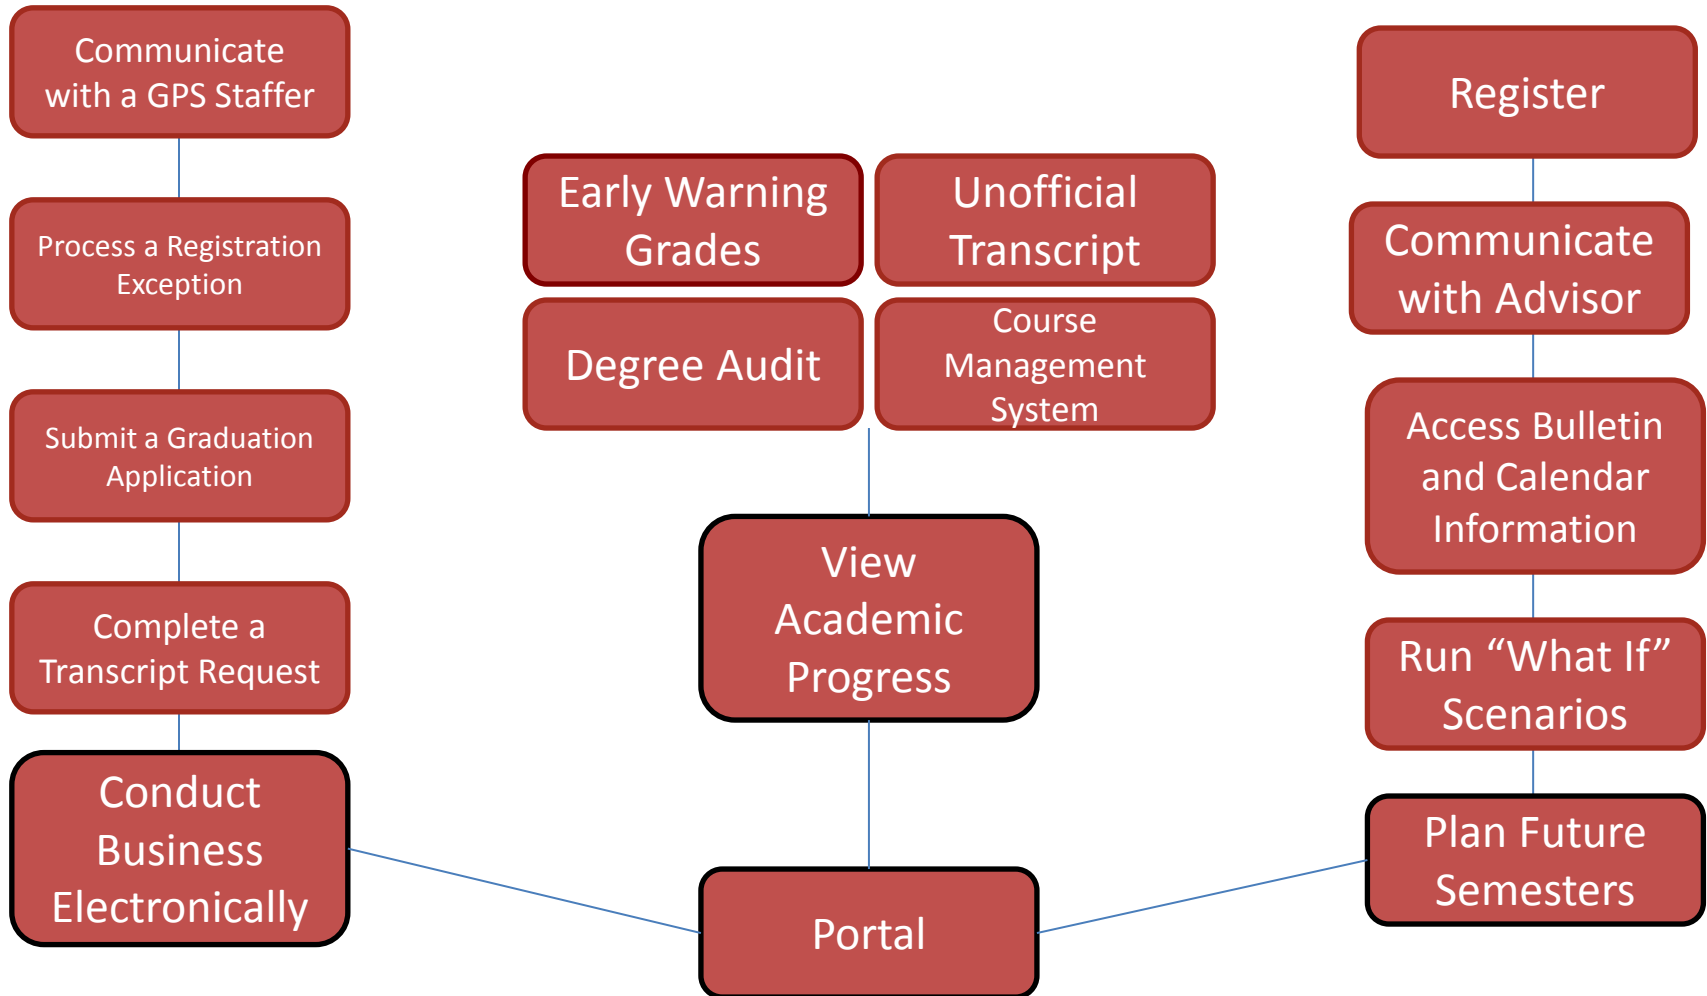 Communicate
with a GPS Staffer
Process a Registration
Exception
Submit a Graduation
Application
Complete a
Transcript Request
Conduct
Business
Electronically
Early Warning
Grades
Unofficial
Transcript
Degree Audit
Course
Management
System
View
Academic
Progress
Portal
Register
Communicate
with Advisor
Access Bulletin
and Calendar
Information
Run “What If”
Scenarios
Plan Future
Semesters